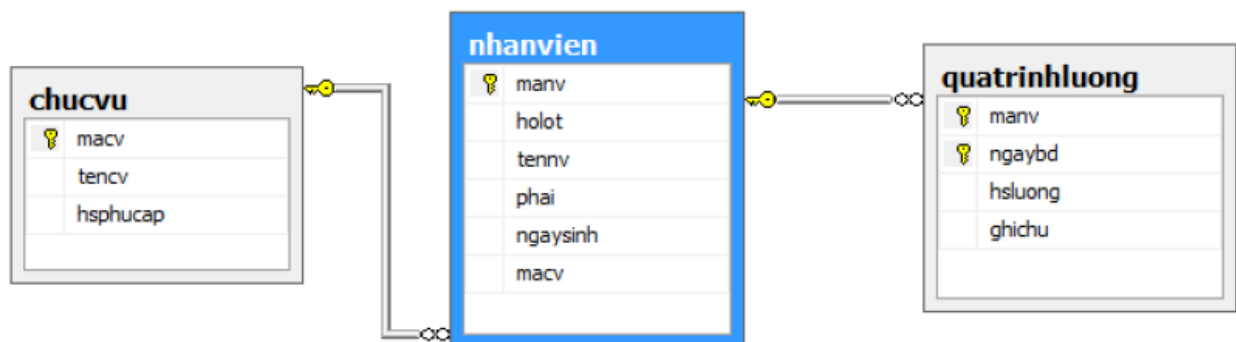 chucvu
macv
tencv
hsphucap
nhanvien
manv
holot
tennv
phai
ngaysinh
macv
quatrinhluong
manv
ngaybd
hsluong
ghichu